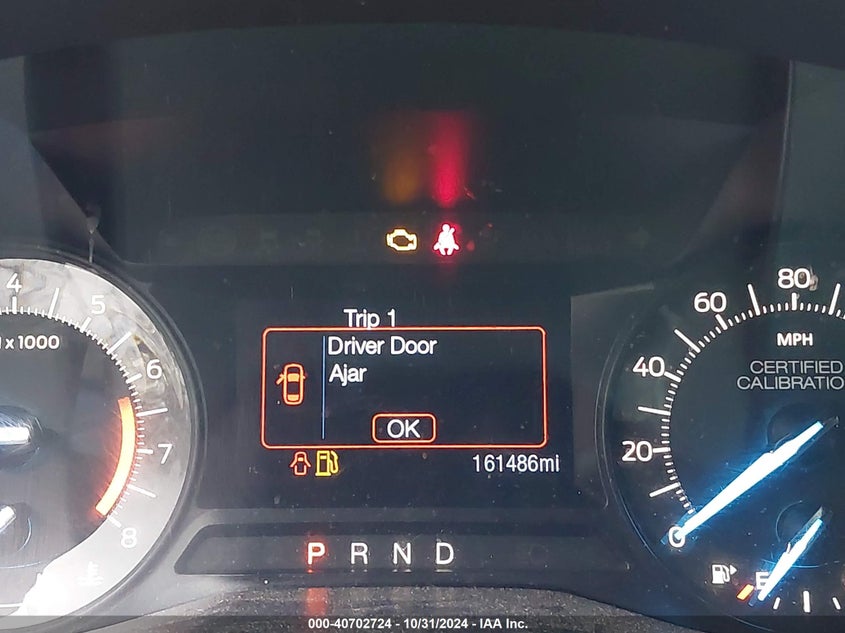 4
5
6
7
8
x1000
Trip 1
Driver Door
Ajar
OK
161486mi
P R N D
0
20
40
60
80
MPH
CERTIFIED
E
000-40702724 - 10/31/2024 - IAA Inc.